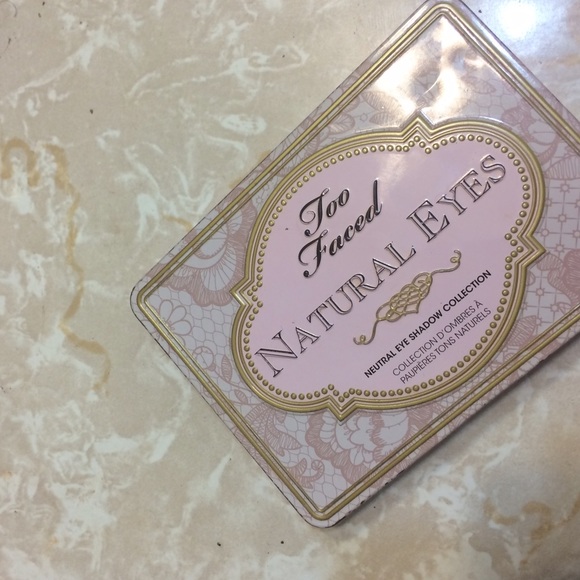 Too
Faced
NATURAL EYES
NEUTRAL EYE SHADOW COLLECTION
COLLECTION D'OMBRES À
PAUPIÈRES TONS NATURELS